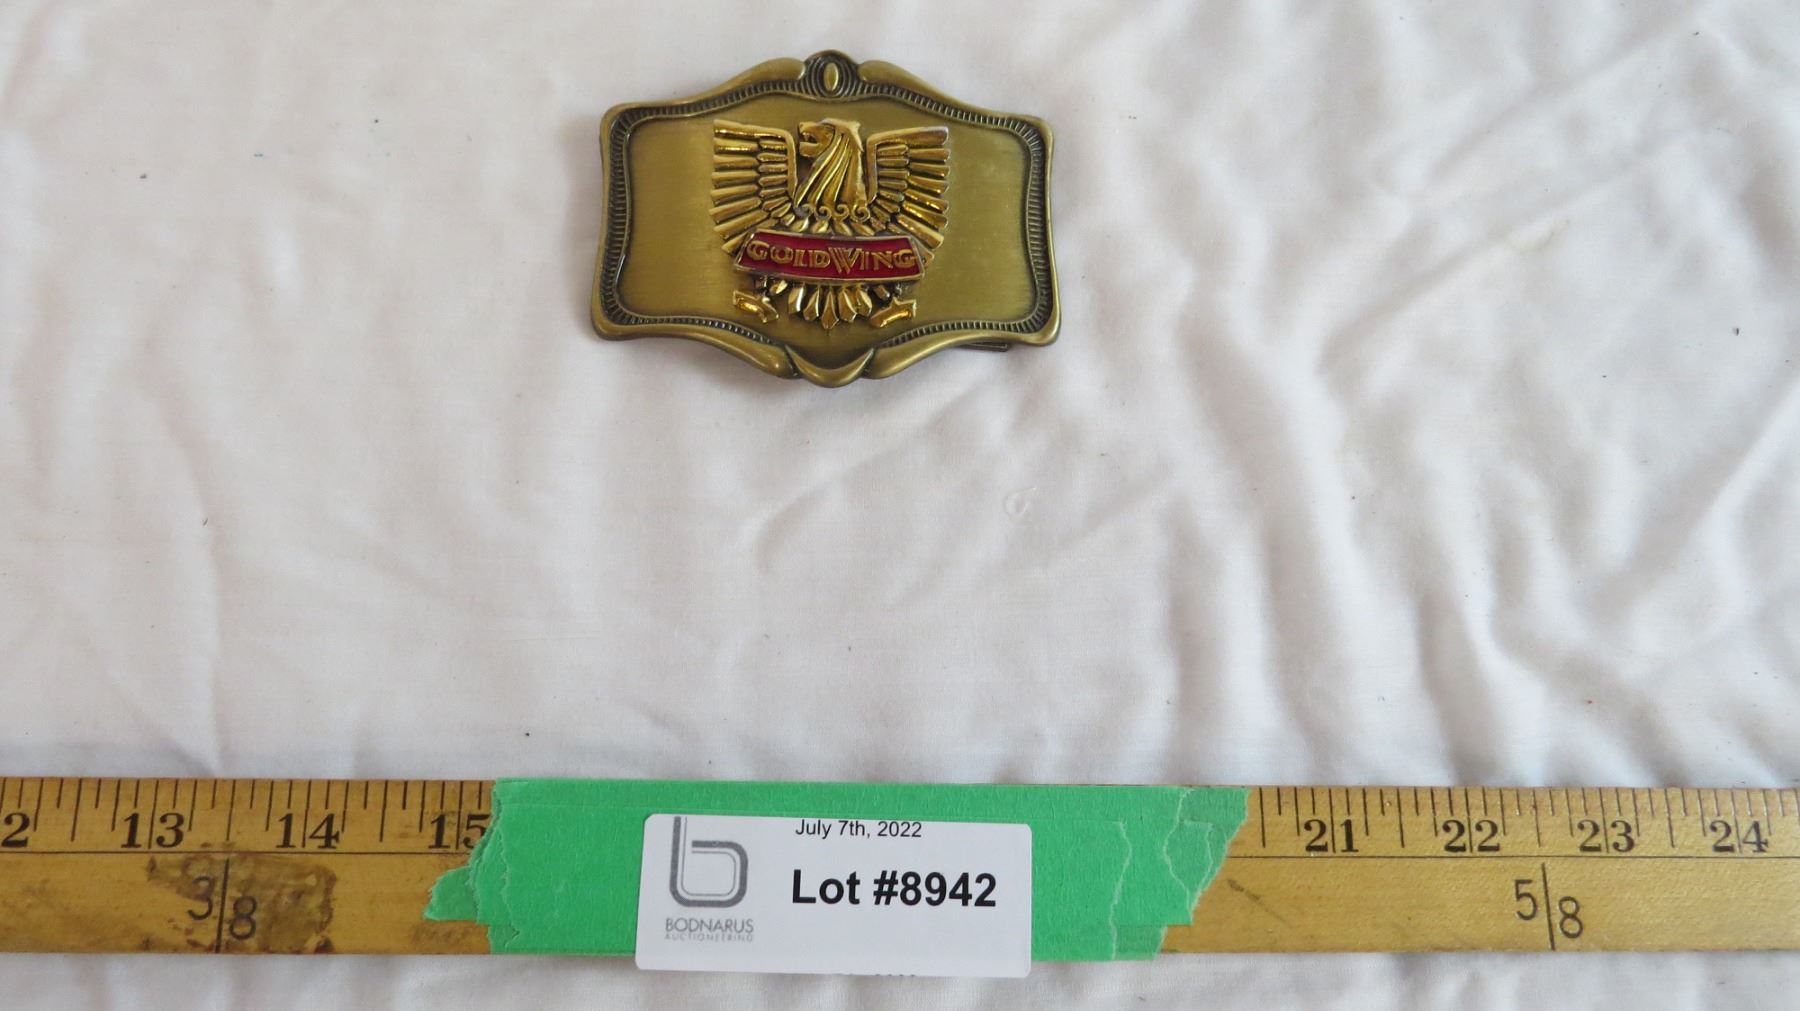 GOLDWING
2 13 14 15 21 22 23 24
3/8 5/8
July 7th, 2022
Lot #8942
BODNARUS
AUCTIONEERING